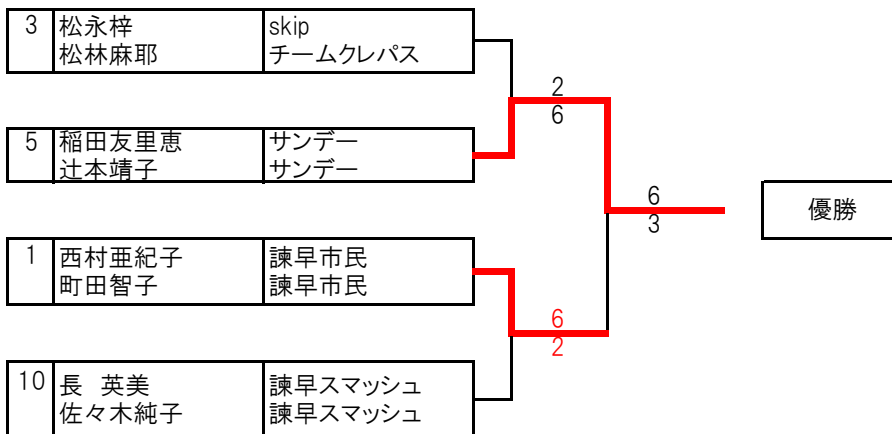 3 松永梓 skip
松林麻耶 チームクレパス
2
6
5 稲田友里恵 サンデー
辻本靖子 サンデー
6
3
優勝
1 西村亜紀子 諫早市民
町田智子 諫早市民
6
2
10 長 英美 諫早スマッシュ
佐々木純子 諫早スマッシュ